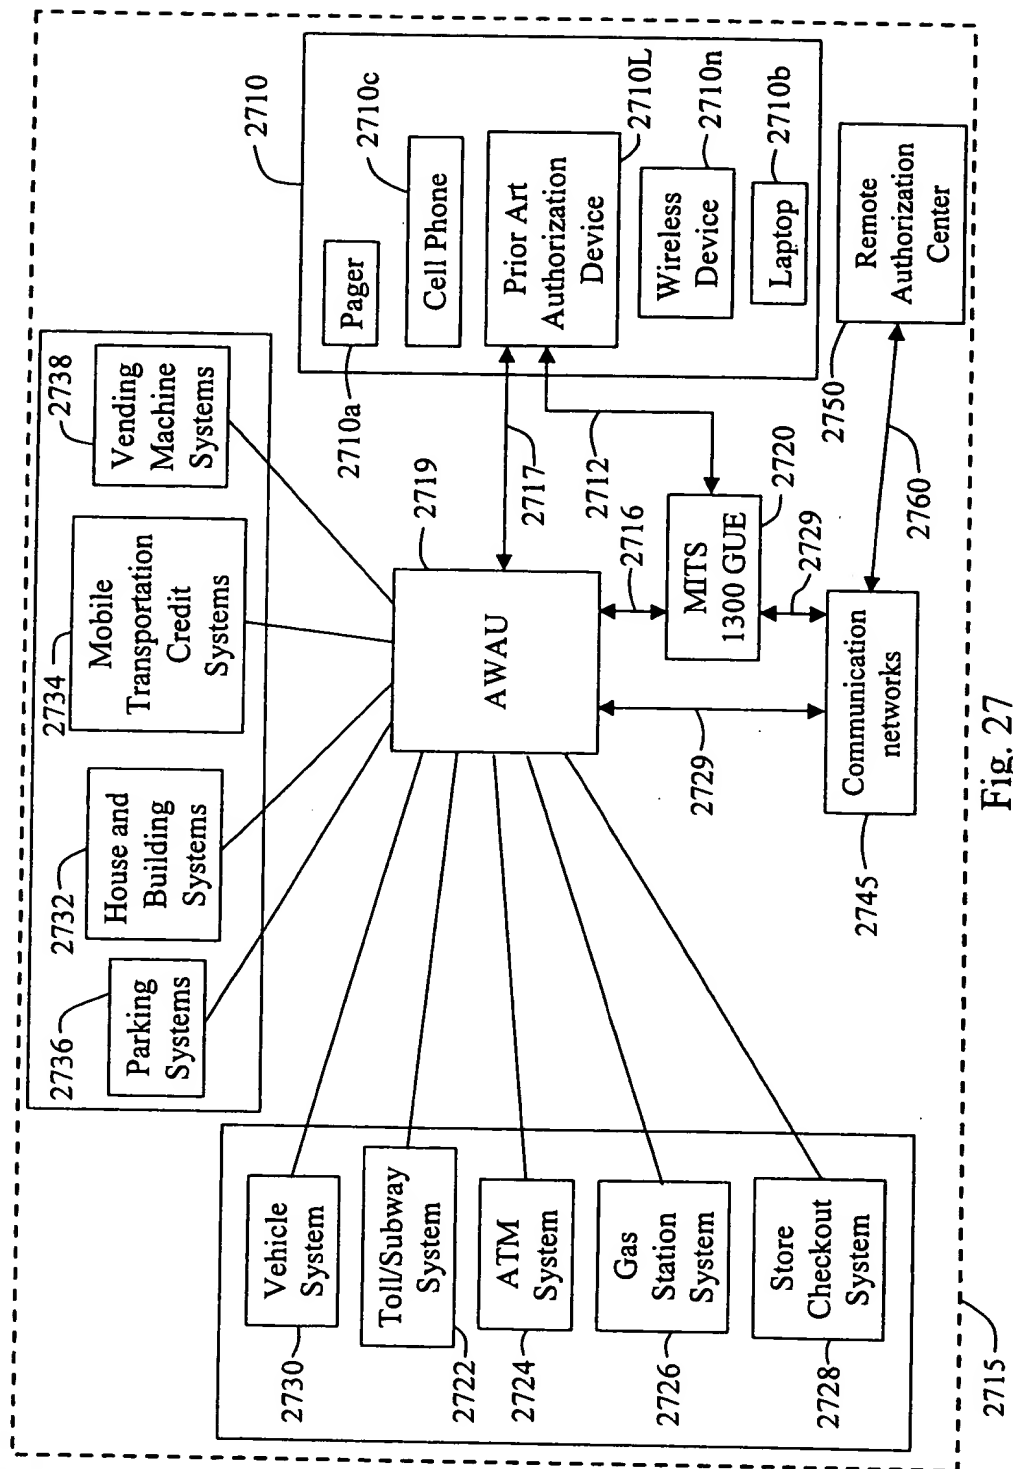 2736
Parking
Systems
2732
House and
Building
Systems
2734
Mobile
Transportation
Credit
Systems
2738
Vending
Machine
Systems
2730
Vehicle
System
2722
Toll/Subway
System
2724
ATM
System
2726
Gas
Station
System
2728
Store
Checkout
System
AWAU
2719
2717
2712
2716
MITS
1300 GUE
2720
2729
2729
Communication
networks
2745
2710
2710a
Pager
2710c
Cell Phone
Prior Art
Authorization
Device
2710L
Wireless
Device
2710n
Laptop
2710b
2750
Remote
Authorization
Center
2760
2715
Fig. 27